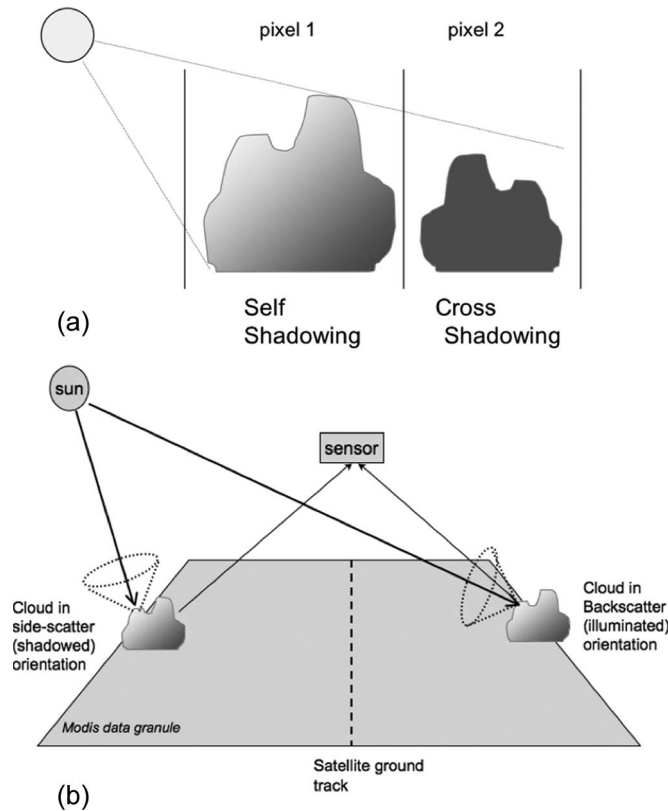 pixel 1
pixel 2
Self
Shadowing
Cross
Shadowing
(a)
sun
sensor
Cloud in
side-scatter
(shadowed)
orientation
Cloud in
Backscatter
(illuminated)
orientation
Modis data granule
Satellite ground
track
(b)